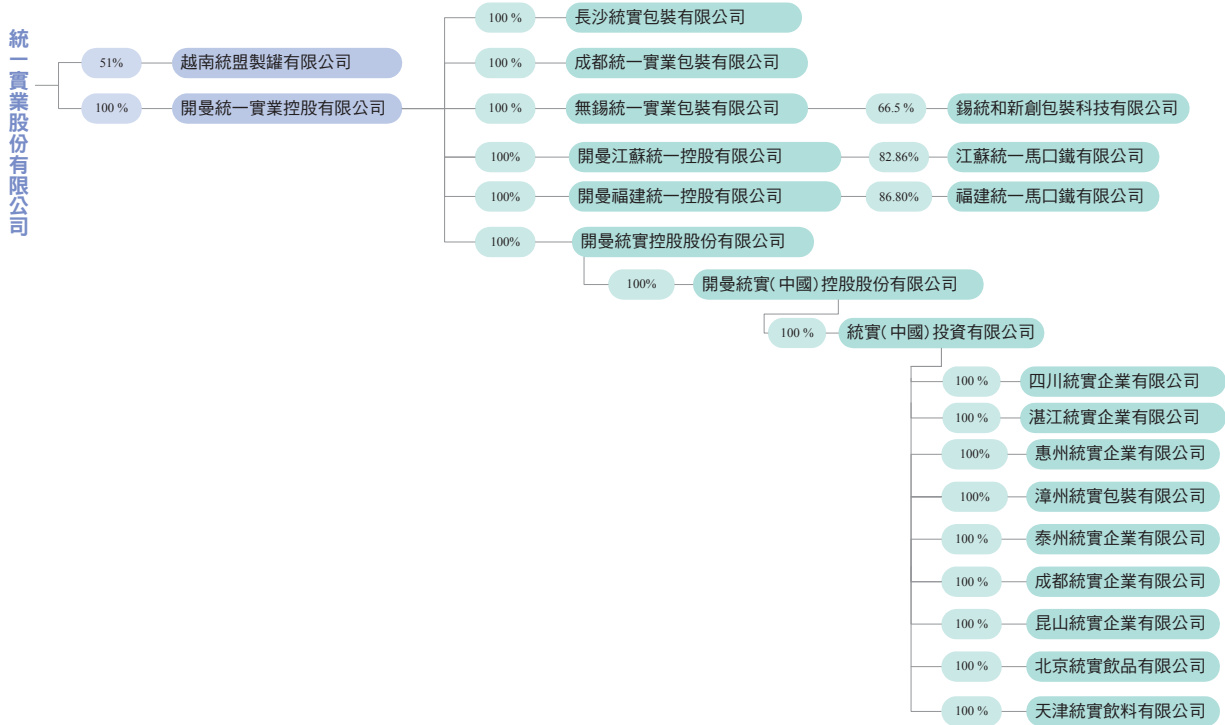 統一實業股份有限公司
51% 越南統盟製罐有限公司
100 % 開曼統一實業控股有限公司
100 % 長沙統實包裝有限公司
100 % 成都統一實業包裝有限公司
100 % 無錫統一實業包裝有限公司 66.5 % 錫統和新創包裝科技有限公司
100% 開曼江蘇統一控股有限公司 82.86% 江蘇統一馬口鐵有限公司
100% 開曼福建統一控股有限公司 86.80% 福建統一馬口鐵有限公司
100% 開曼統實控股股份有限公司
100% 開曼統實(中國)控股股份有限公司
100 % 統實(中國)投資有限公司
100 % 四川統實企業有限公司
100 % 湛江統實企業有限公司
100% 惠州統實企業有限公司
100% 漳州統實包裝有限公司
100 % 泰州統實企業有限公司
100 % 成都統實企業有限公司
100 % 昆山統實企業有限公司
100 % 北京統實飲品有限公司
100 % 天津統實飲料有限公司